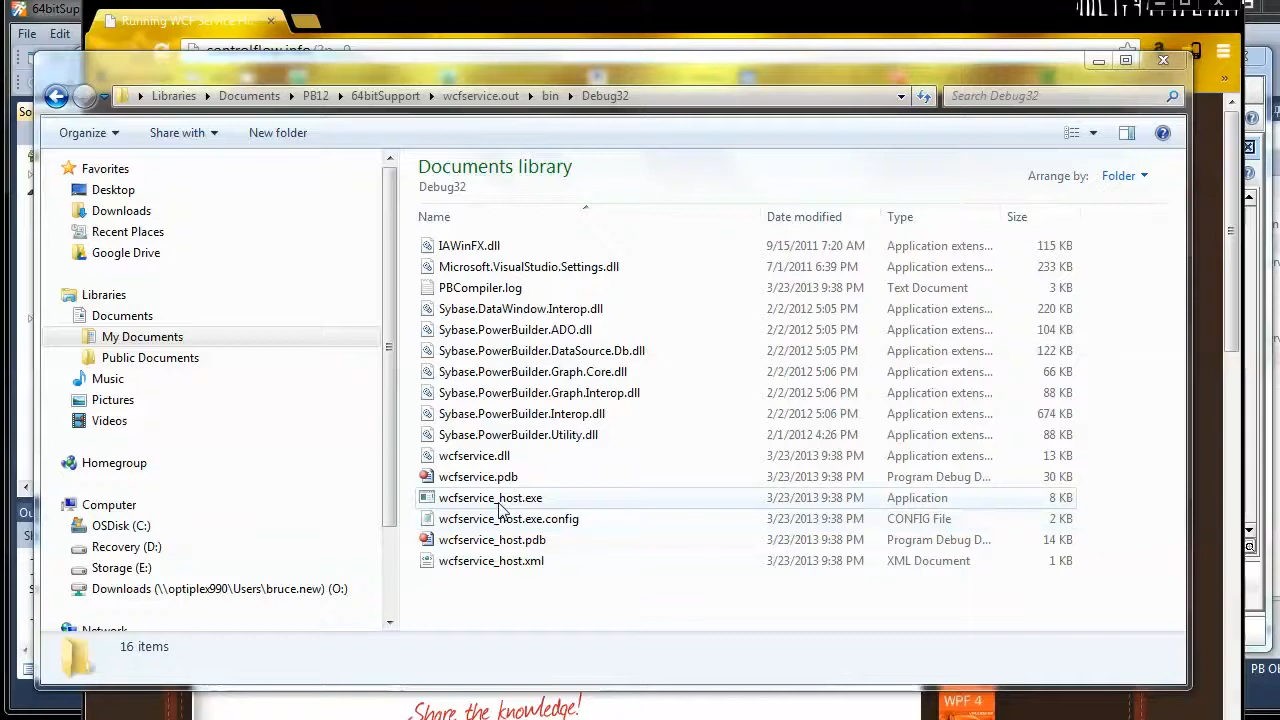 64bitSup
File Edit
Running WCF Service
controlflow.info/?p=9
Libraries Documents PB12 64bitSupport wcfservice.out bin Debug32
Search Debug32
Organize Share with New folder
Favorites
Desktop
Downloads
Recent Places
Google Drive
Libraries
Documents
My Documents
Public Documents
Music
Pictures
Videos
Homegroup
Computer
OSDisk (C:)
Recovery (D:)
Storage (E:)
Downloads (\\optiplex990\Users\bruce.new) (O:)
Network
Documents library
Debug32
Arrange by: Folder
Name Date modified Type Size
IAWinFX.dll 9/15/2011 7:20 AM Application extens... 115 KB
Microsoft.VisualStudio.Settings.dll 7/1/2011 6:39 PM Application extens... 233 KB
PBCompiler.log 3/23/2013 9:38 PM Text Document 3 KB
Sybase.DataWindow.Interop.dll 2/2/2012 5:05 PM Application extens... 220 KB
Sybase.PowerBuilder.ADO.dll 2/2/2012 5:05 PM Application extens... 104 KB
Sybase.PowerBuilder.DataSource.Db.dll 2/2/2012 5:05 PM Application extens... 122 KB
Sybase.PowerBuilder.Graph.Core.dll 2/2/2012 5:06 PM Application extens... 66 KB
Sybase.PowerBuilder.Graph.Interop.dll 2/2/2012 5:06 PM Application extens... 88 KB
Sybase.PowerBuilder.Interop.dll 2/2/2012 5:06 PM Application extens... 674 KB
Sybase.PowerBuilder.Utility.dll 2/1/2012 4:26 PM Application extens... 88 KB
wcfservice.dll 3/23/2013 9:38 PM Application extens... 13 KB
wcfservice.pdb 3/23/2013 9:38 PM Program Debug D... 30 KB
wcfservice_host.exe 3/23/2013 9:38 PM Application 8 KB
wcfservice_host.exe.config 3/23/2013 9:38 PM CONFIG File 2 KB
wcfservice_host.pdb 3/23/2013 9:38 PM Program Debug D... 14 KB
wcfservice_host.xml 3/23/2013 9:38 PM XML Document 1 KB
16 items
Share the knowledge!
WPF 4